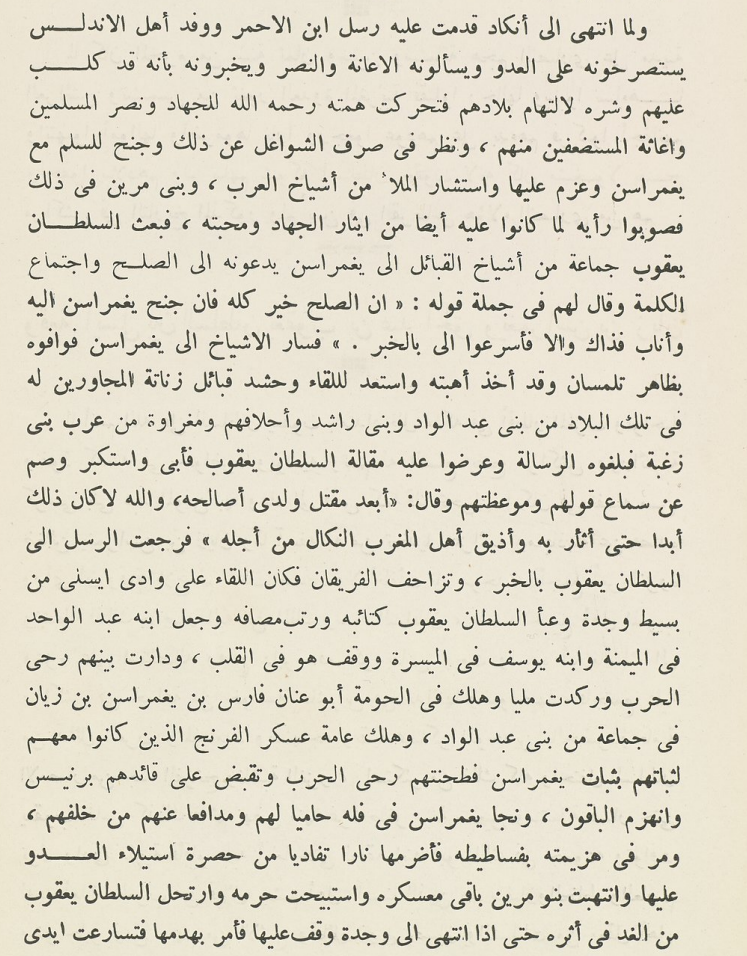 ولما انتهى الى أنكاد قدمت عليه رسل ابن الاحمر ووفد أهل الاندلـــس
يستصرخونه على العدو ويسألونه الاعانة والنصر ويخبرونه بأنه قد كلـــب
عليهم وشره لالتهام بلادهم فتحركت همته رحمه الله للجهاد ونصر المسلمين
واغاثة المستضعفين منهم ، ونظر فى صرف الشواغل عن ذلك وجنح للسلم مع
يغمراسن وعزم عليها واستشار الملاء من أشياخ العرب ، وبنى مرين فى ذلك
فصوبوا رأيه لما كانوا عليه أيضا من ايثار الجهاد ومحبته ، فبعث السلطـــان
يعقوب جماعة من أشياخ القبائل الى يغمراسن يدعونه الى الصلــح واجتماع
الكلمة وقال لهم فى جملة قوله : « ان الصلح خير كله فان جنح يغمراسن اليه
وأناب فذاك والا فأسرعوا الى بالخبر . » فسار الاشياخ الى يغمراسن فوافوه
بظاهر تلمسان وقد أخذ أهبته واستعد لللقاء وحشد قبائل زناتة المجاورين له
فى تلك البلاد من بنى عبد الواد وبنى راشد وأحلافهم ومغراوة من عرب بنى
زغبة فبلغوه الرسالة وعرضوا عليه مقالة السلطان يعقوب فأبى واستكبر وصم
عن سماع قولهم وموعظتهم وقال: «أبعد مقتل ولدى أصالحه، والله لاكان ذلك
أبدا حتى أثأر به وأذيق أهل المغرب النكال من أجله » فرجعت الرسل الى
السلطان يعقوب بالخبر ، وتزاحف الفريقان فكان اللقاء على وادى ايسلى من
بسيط وجدة وعبأ السلطان يعقوب كتائبه ورتب مصافه وجعل ابنه عبد الواحد
فى الميمنة وابنه يوسف فى الميسرة ووقف هو فى القلب ، ودارت بينهم رحى
الحرب وركدت مليا وهلك فى الحومة أبو عنان فارس بن يغمراسن بن زيان
فى جماعة من بنى عبد الواد ، وهلك عامة عسكر الفرنج الذين كانوا معهــم
لثباتهم بثبات يغمراسن فطحنتهم رحى الحرب وتقبض على قائدهم برنيــس
وانهزم الباقون ، ونجا يغمراسن فى فله حاميا لهم ومدافعا عنهم من خلفهم ،
ومر فى هزيمته بفساطيطه فأضرمها نارا تفاديا من حصرة استيلاء العـــدو
عليها وانتهبت بنو مرين باقى معسكره واستبيحت حرمه وارتحل السلطان يعقوب
من الغد فى أثره حتى اذا انتهى الى وجدة وقف عليها فأمر بهدمها فتسارعت ايدى